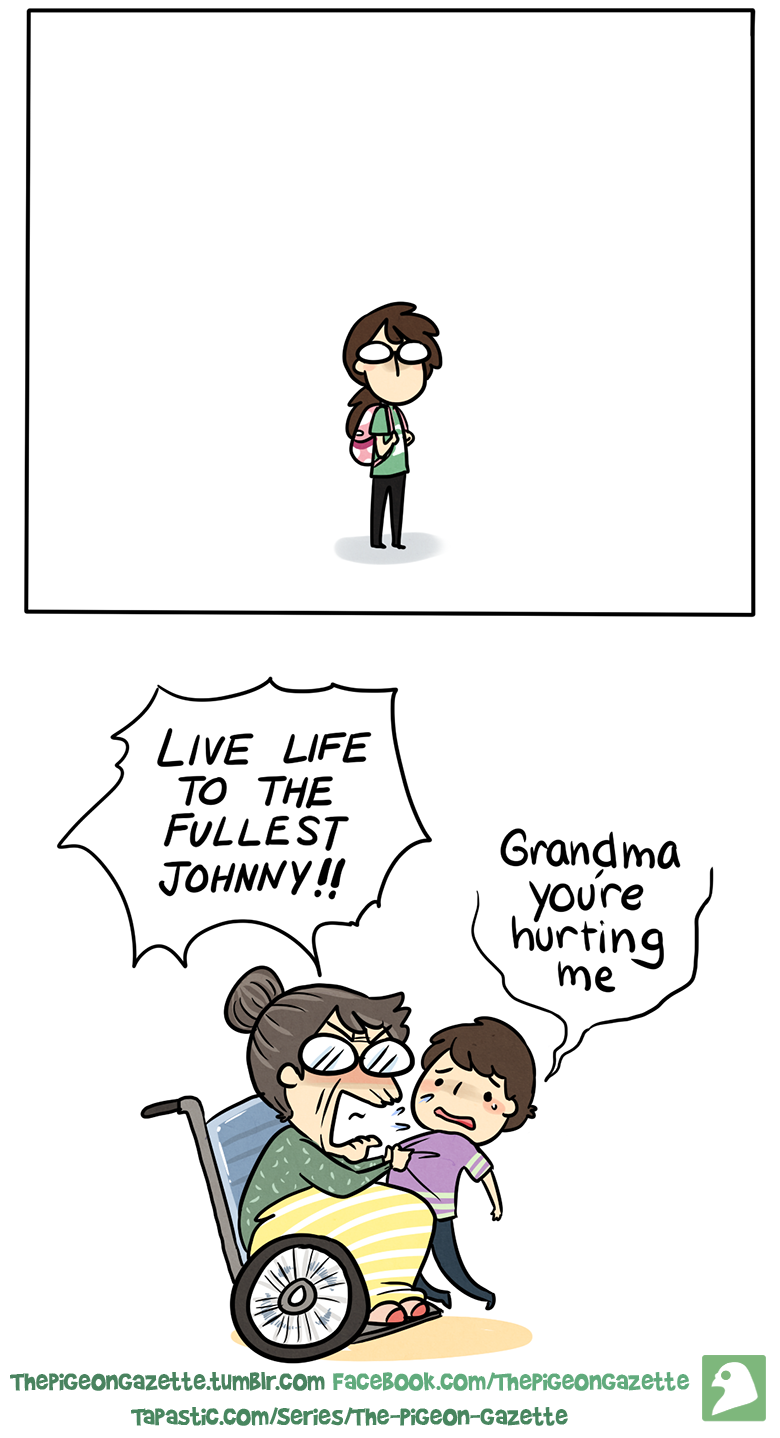 LIVE LIFE
TO THE
FULLEST
JOHNNY!!
Grandma
you're
hurting
me
ThePigeonGazette.tumblr.com FaceBook.com/ThePigeonGazette
Tapastic.com/Series/The-Pigeon-Gazette